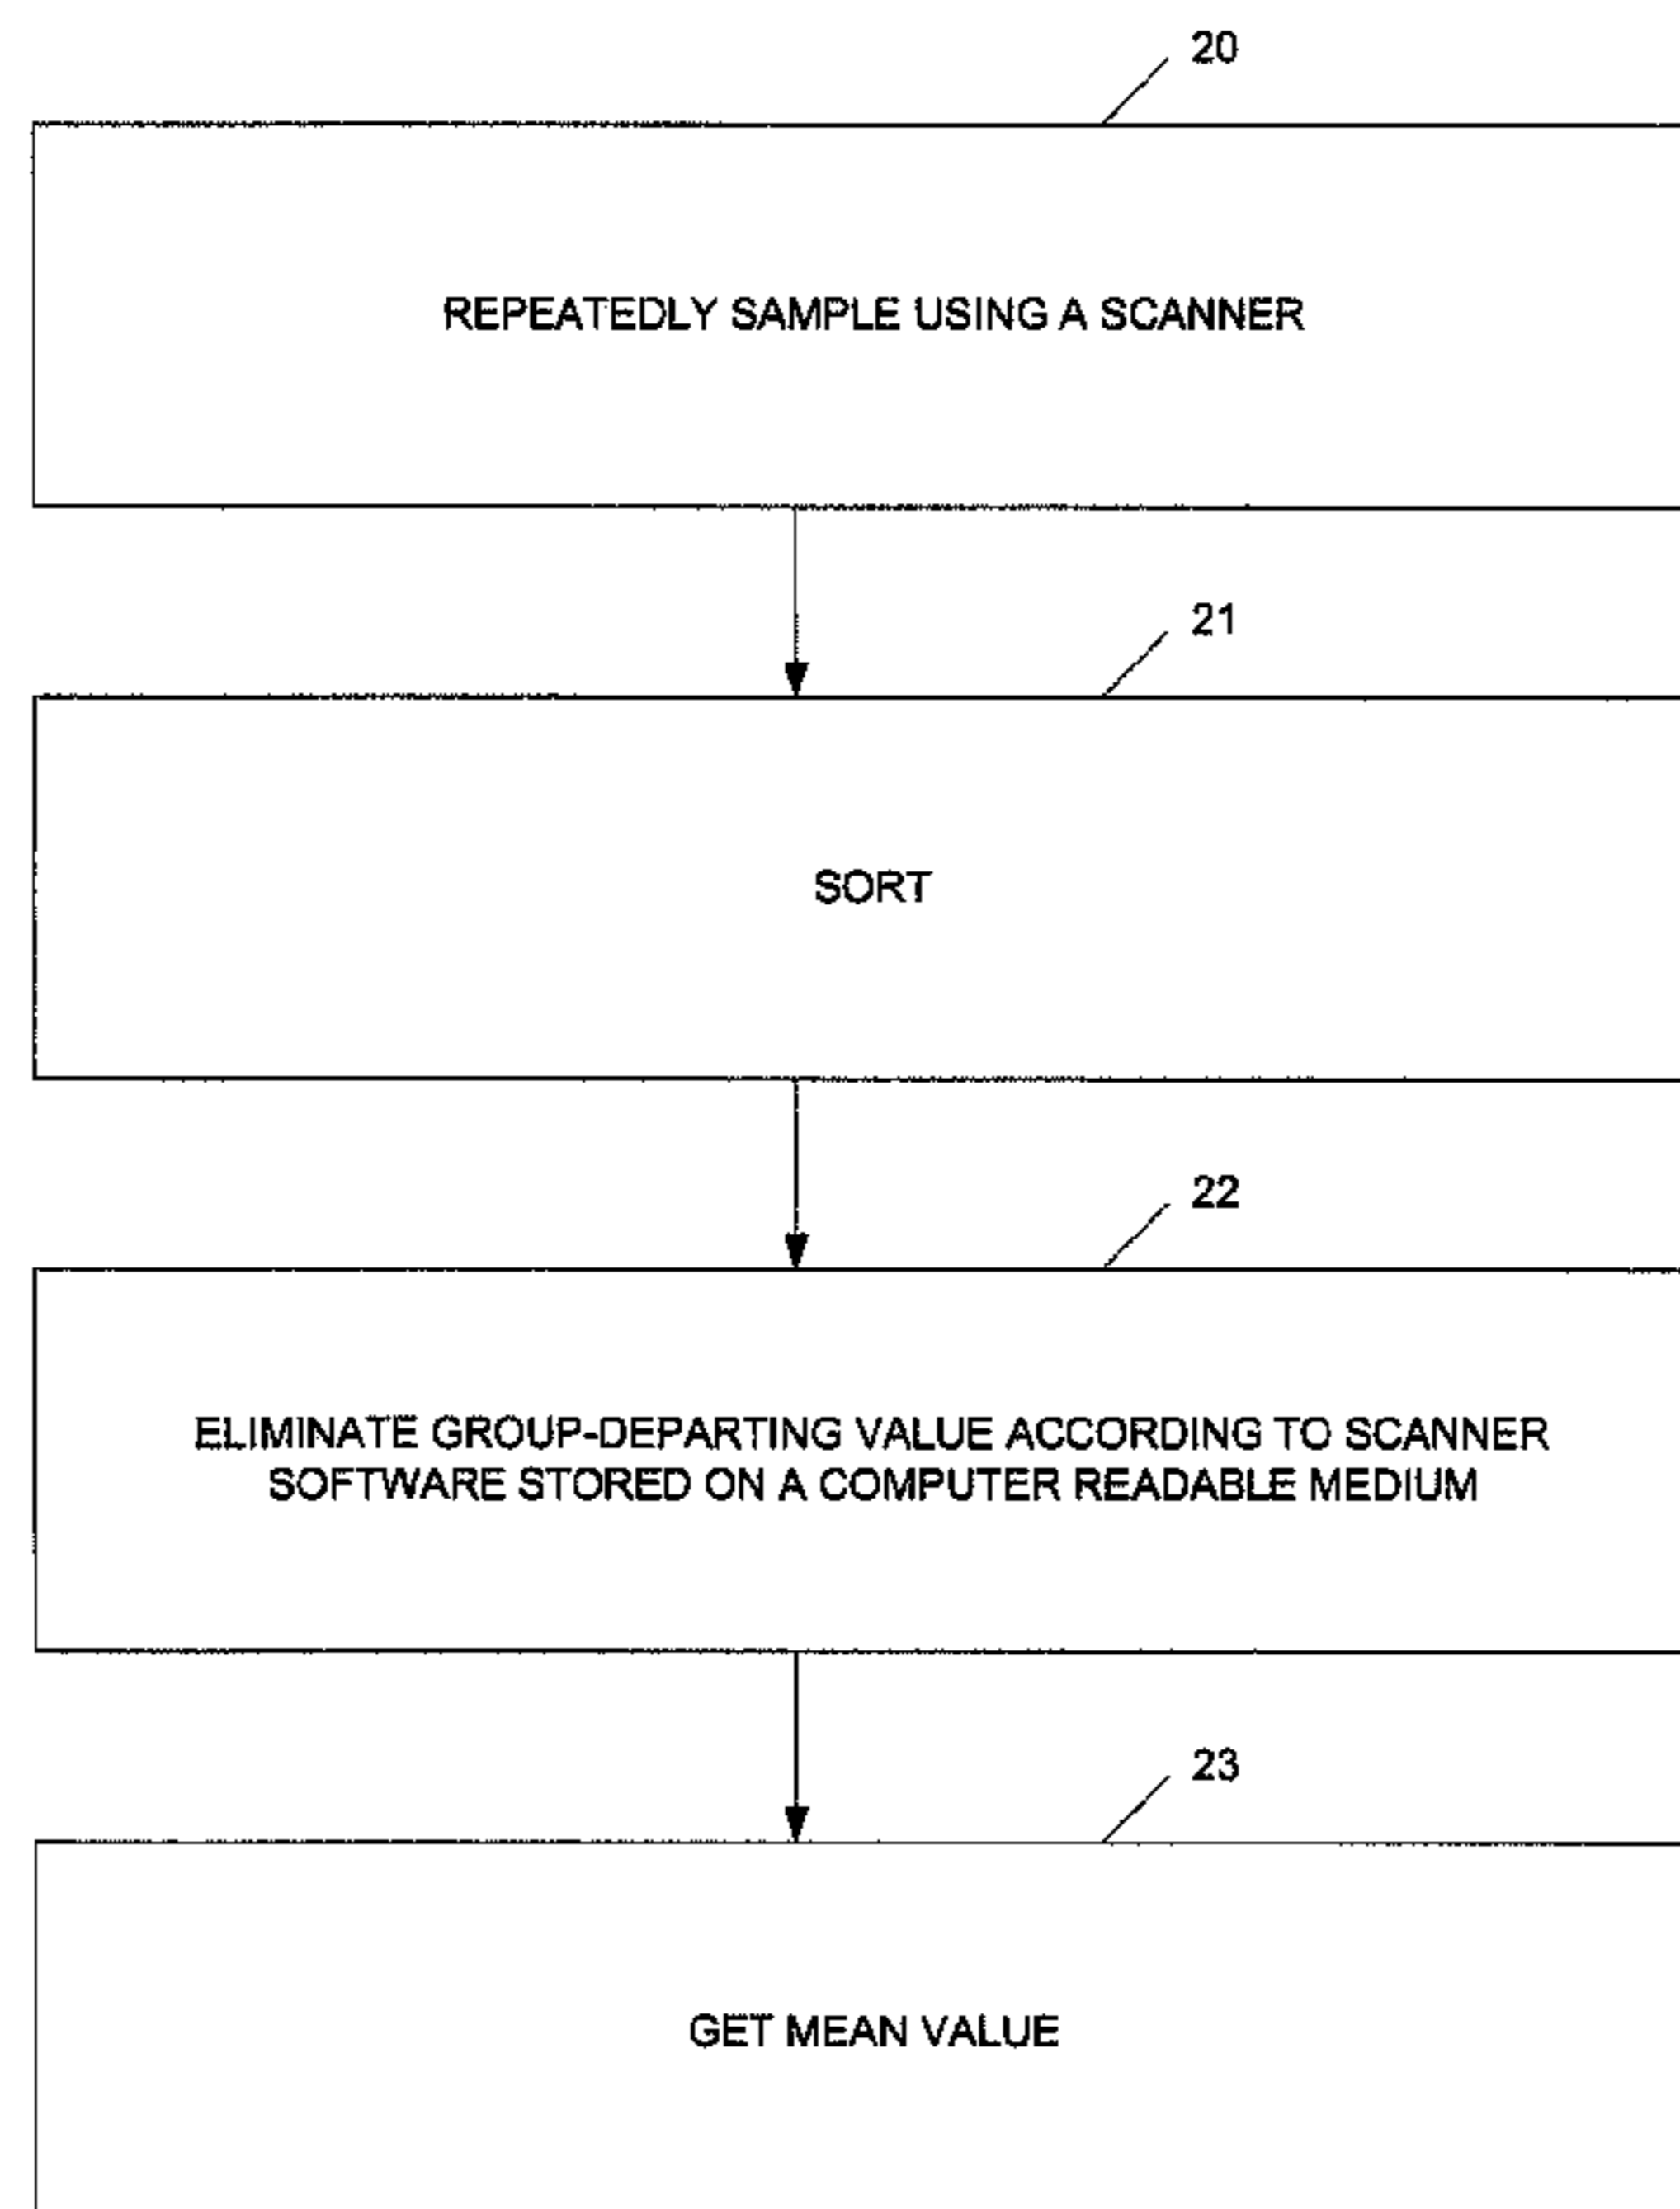 20
REPEATEDLY SAMPLE USING A SCANNER
21
SORT
22
ELIMINATE GROUP-DEPARTING VALUE ACCORDING TO SCANNER
SOFTWARE STORED ON A COMPUTER READABLE MEDIUM
23
GET MEAN VALUE